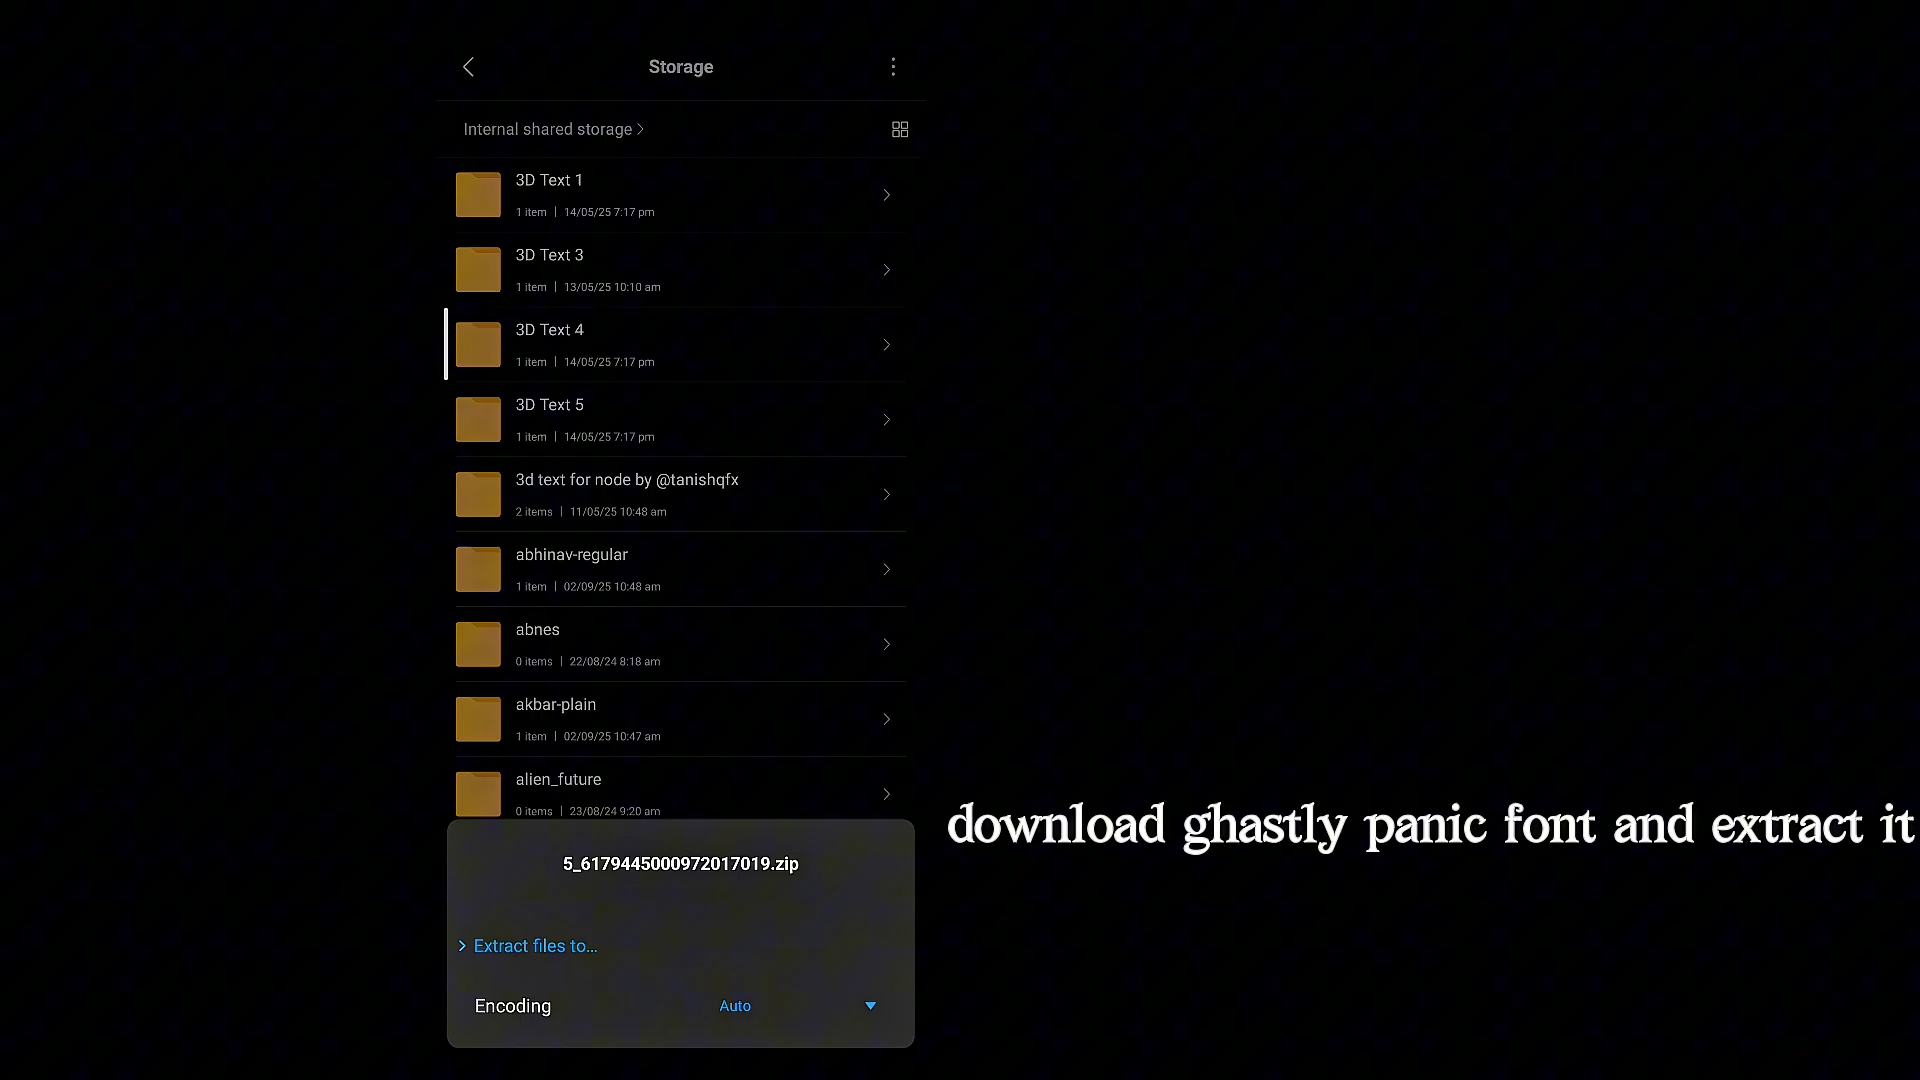 Storage
Internal shared storage
3D Text 1
1 item | 14/05/25 7:17 pm
3D Text 3
1 item | 13/05/25 10:10 am
3D Text 4
1 item | 14/05/25 7:17 pm
3D Text 5
1 item | 14/05/25 7:17 pm
3d text for node by @tanishqfx
2 items | 11/05/25 10:48 am
abhinav-regular
1 item | 02/09/25 10:48 am
abnes
0 items | 22/08/24 8:18 am
akbar-plain
1 item | 02/09/25 10:47 am
alien_future
0 items | 23/08/24 9:20 am
download ghastly panic font and extract it
5_6179445000972017019.zip
Extract files to...
Encoding Auto